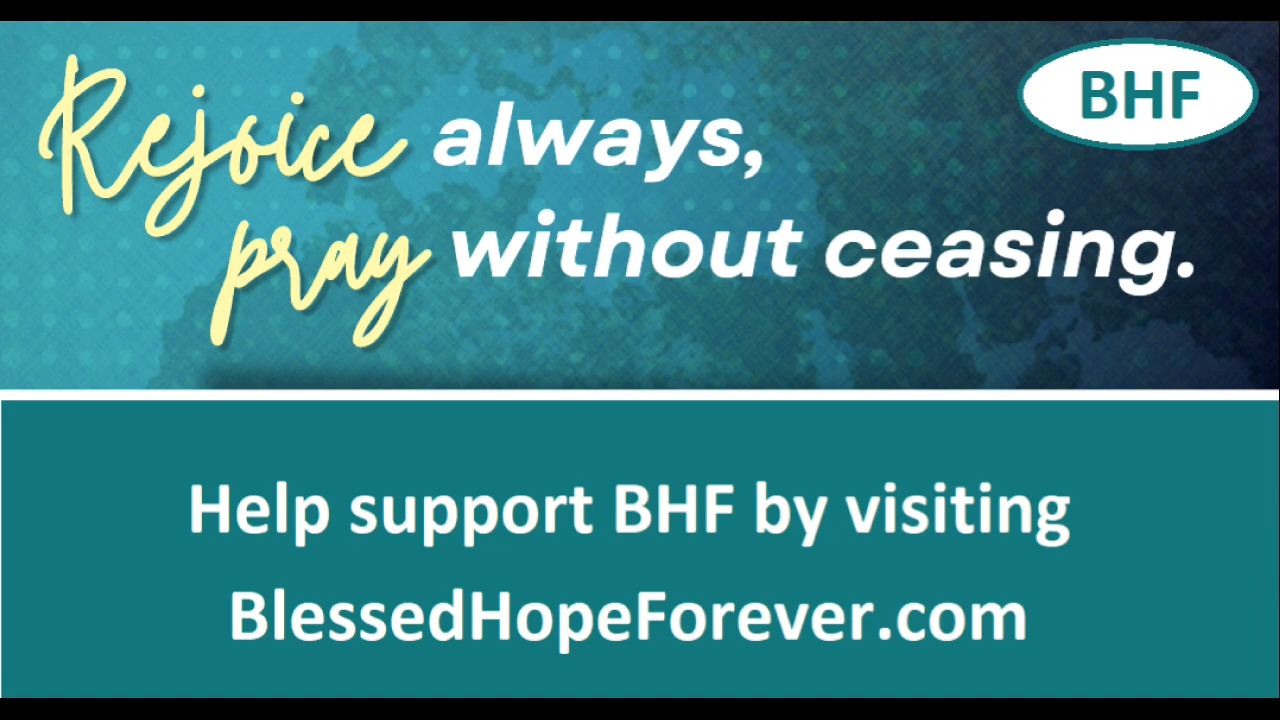 BHF
Rejoice always,
pray without ceasing.
Help support BHF by visiting
BlessedHopeForever.com